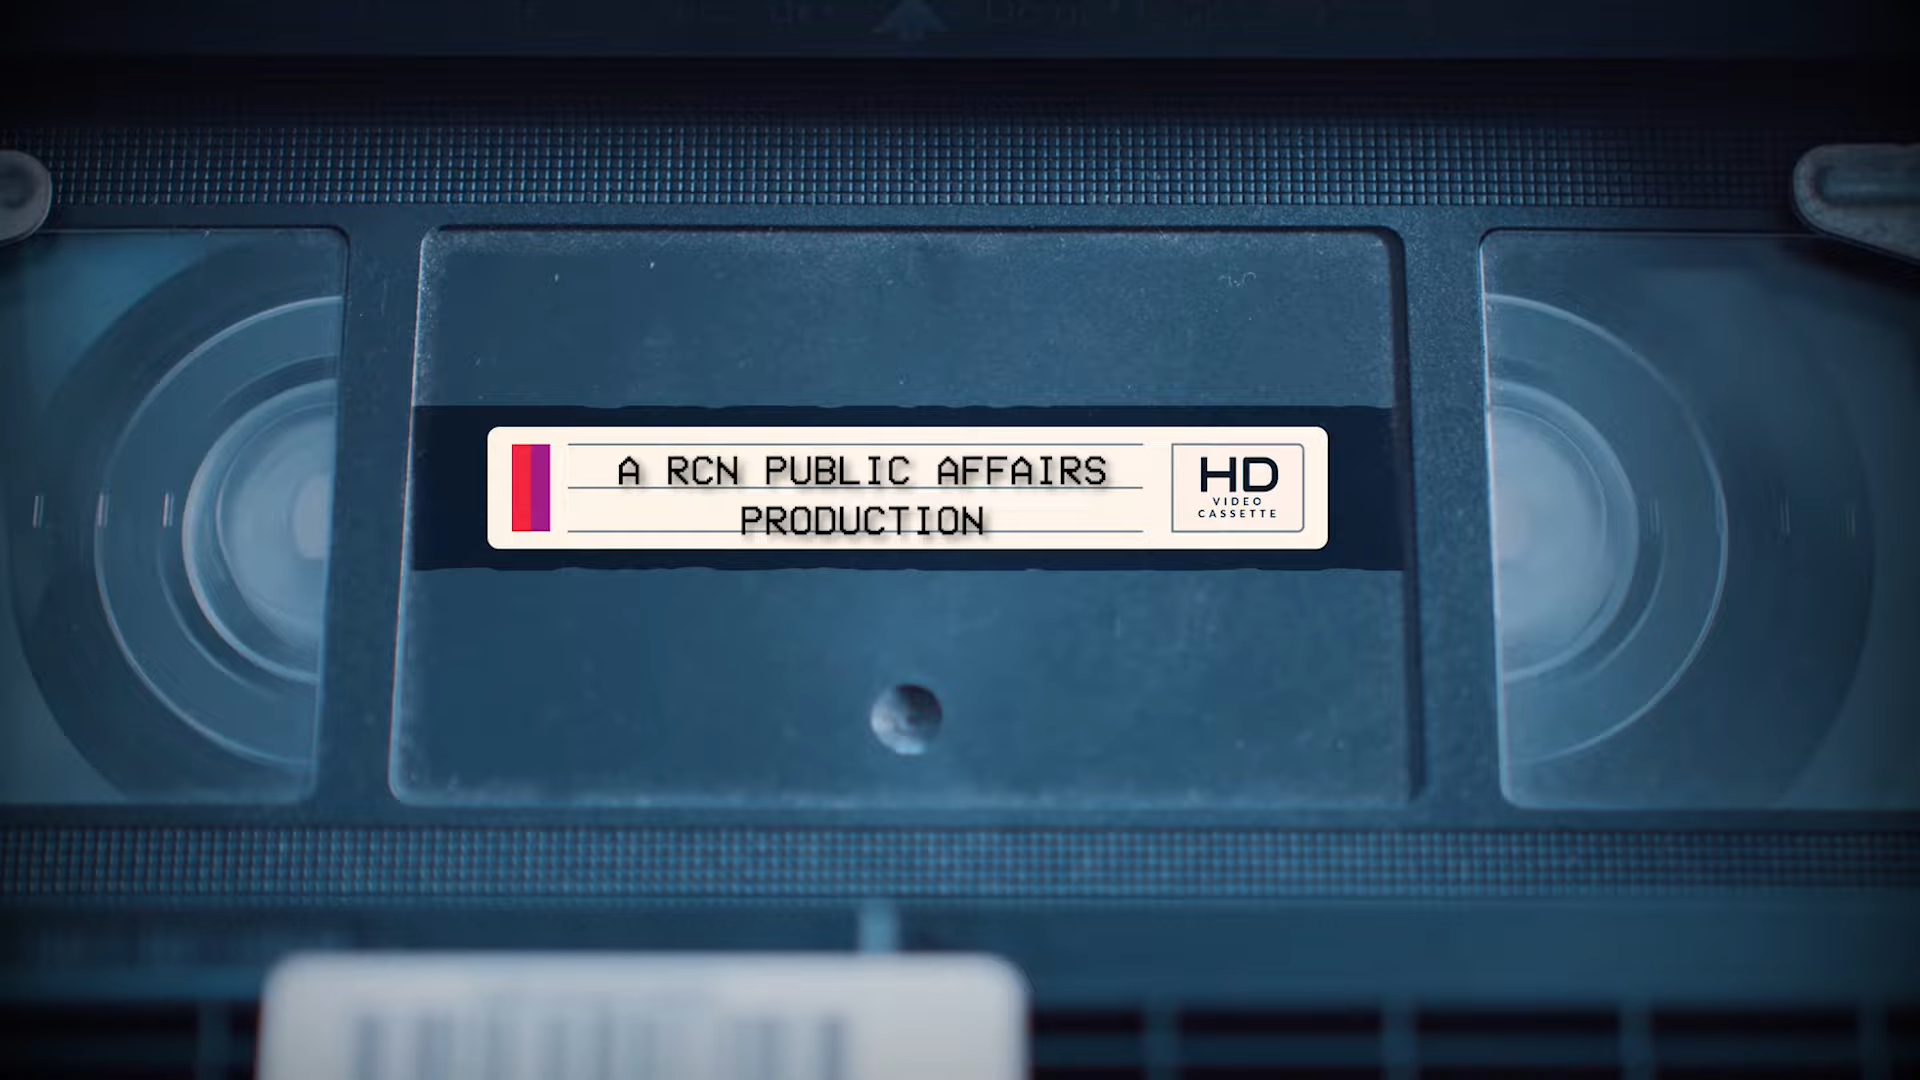 A RCN PUBLIC AFFAIRS
PRODUCTION
HD
VIDEO
CASSETTE